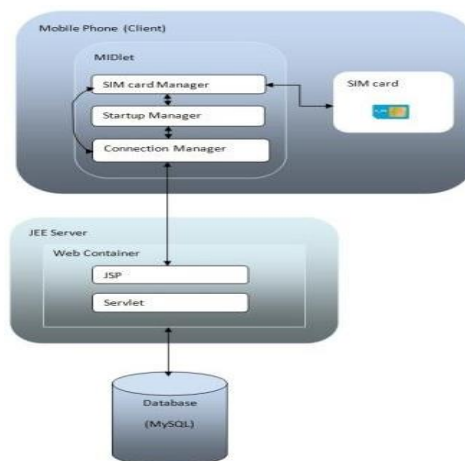 Mobile Phone (Client)
MIDlet
SIM card Manager
Startup Manager
Connection Manager
SIM card
JEE Server
Web Container
JSP
Servlet
Database
(MySQL)